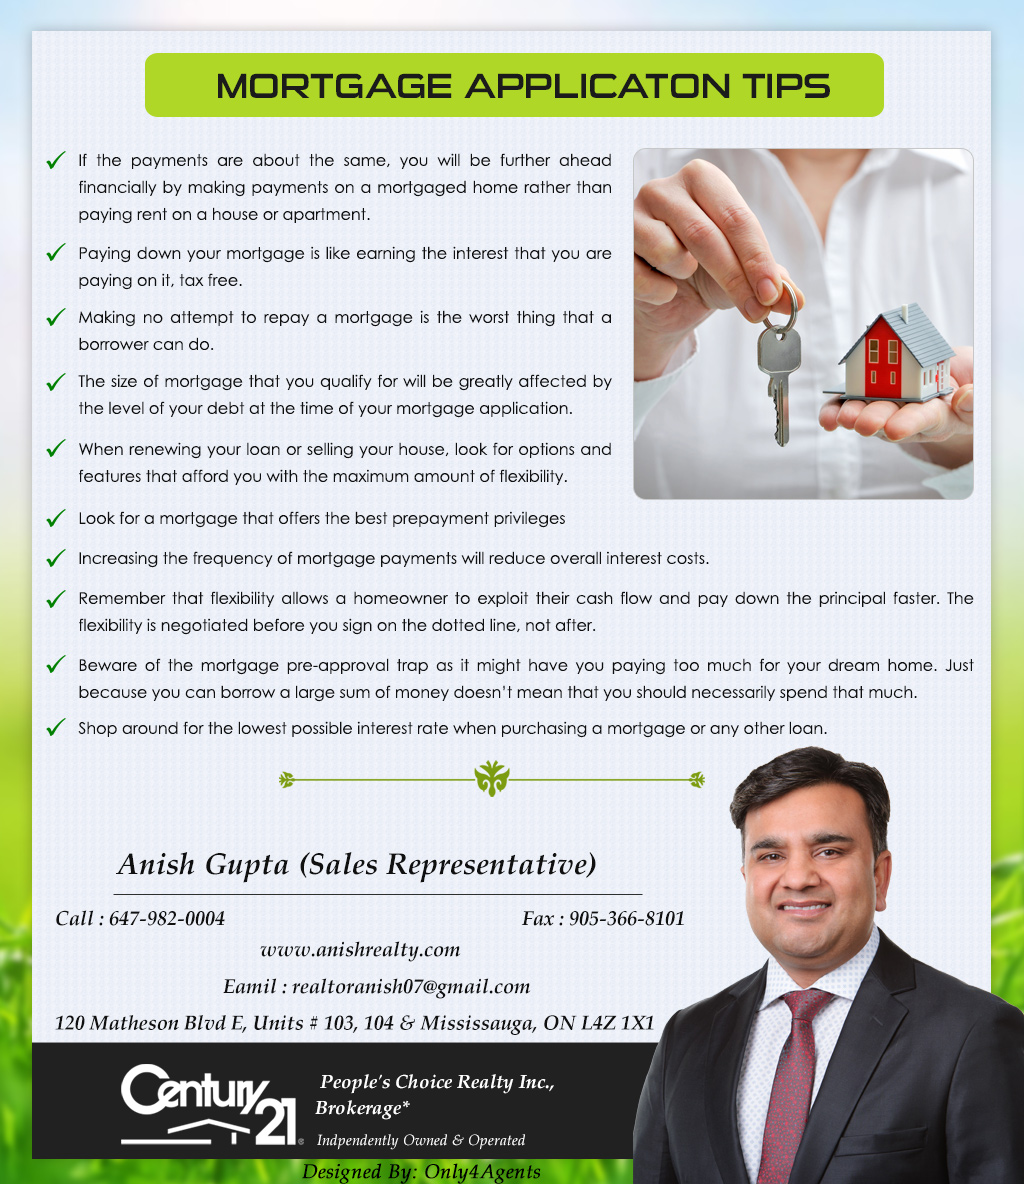 MORTGAGE APPLICATON TIPS
If the payments are about the same, you will be further ahead
financially by making payments on a mortgaged home rather than
paying rent on a house or apartment.
Paying down your mortgage is like earning the interest that you are
paying on it, tax free.
Making no attempt to repay a mortgage is the worst thing that a
borrower can do.
The size of mortgage that you qualify for will be greatly affected by
the level of your debt at the time of your mortgage application.
When renewing your loan or selling your house, look for options and
features that afford you with the maximum amount of flexibility.
Look for a mortgage that offers the best prepayment privileges
Increasing the frequency of mortgage payments will reduce overall interest costs.
Remember that flexibility allows a homeowner to exploit their cash flow and pay down the principal faster. The
flexibility is negotiated before you sign on the dotted line, not after.
Beware of the mortgage pre-approval trap as it might have you paying too much for your dream home. Just
because you can borrow a large sum of money doesn't mean that you should necessarily spend that much.
Shop around for the lowest possible interest rate when purchasing a mortgage or any other loan.
Anish Gupta (Sales Representative)
Call : 647-982-0004 Fax : 905-366-8101
www.anishrealty.com
Eamil : realtoranish07@gmail.com
120 Matheson Blvd E, Units # 103, 104 & Mississauga, ON L4Z 1X1
Century 21®
People's Choice Realty Inc.,
Brokerage*
Indpendently Owned & Operated
Designed By: Only4Agents